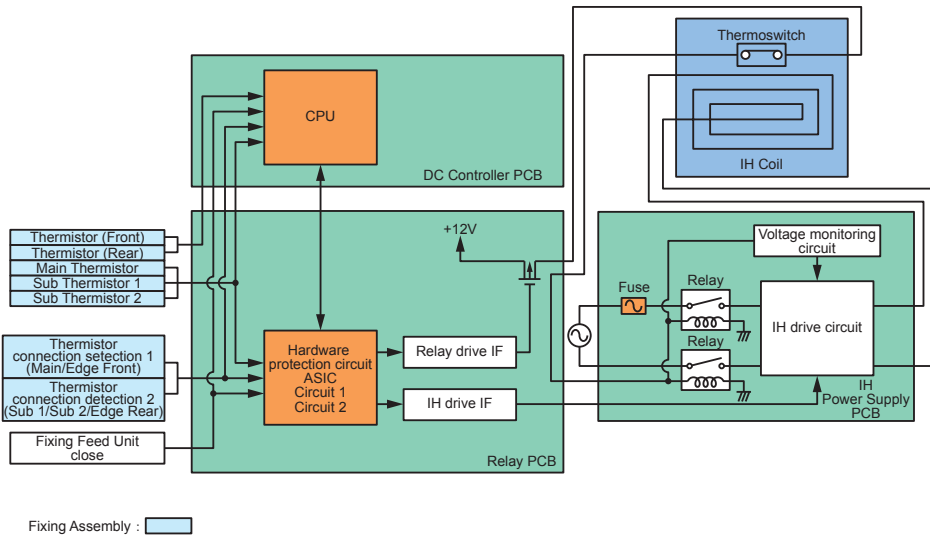 Thermoswitch
IH Coil
CPU
DC Controller PCB
Thermistor (Front)
Thermistor (Rear)
Main Thermistor
Sub Thermistor 1
Sub Thermistor 2
+12V
Voltage monitoring
circuit
Fuse
Relay
IH drive circuit
Relay
IH
Power Supply
PCB
Thermistor
connection setection 1
(Main/Edge Front)
Thermistor
connection detection 2
(Sub 1/Sub 2/Edge Rear)
Hardware
protection circuit
ASIC
Circuit 1
Circuit 2
Relay drive IF
IH drive IF
Fixing Feed Unit
close
Relay PCB
Fixing Assembly :